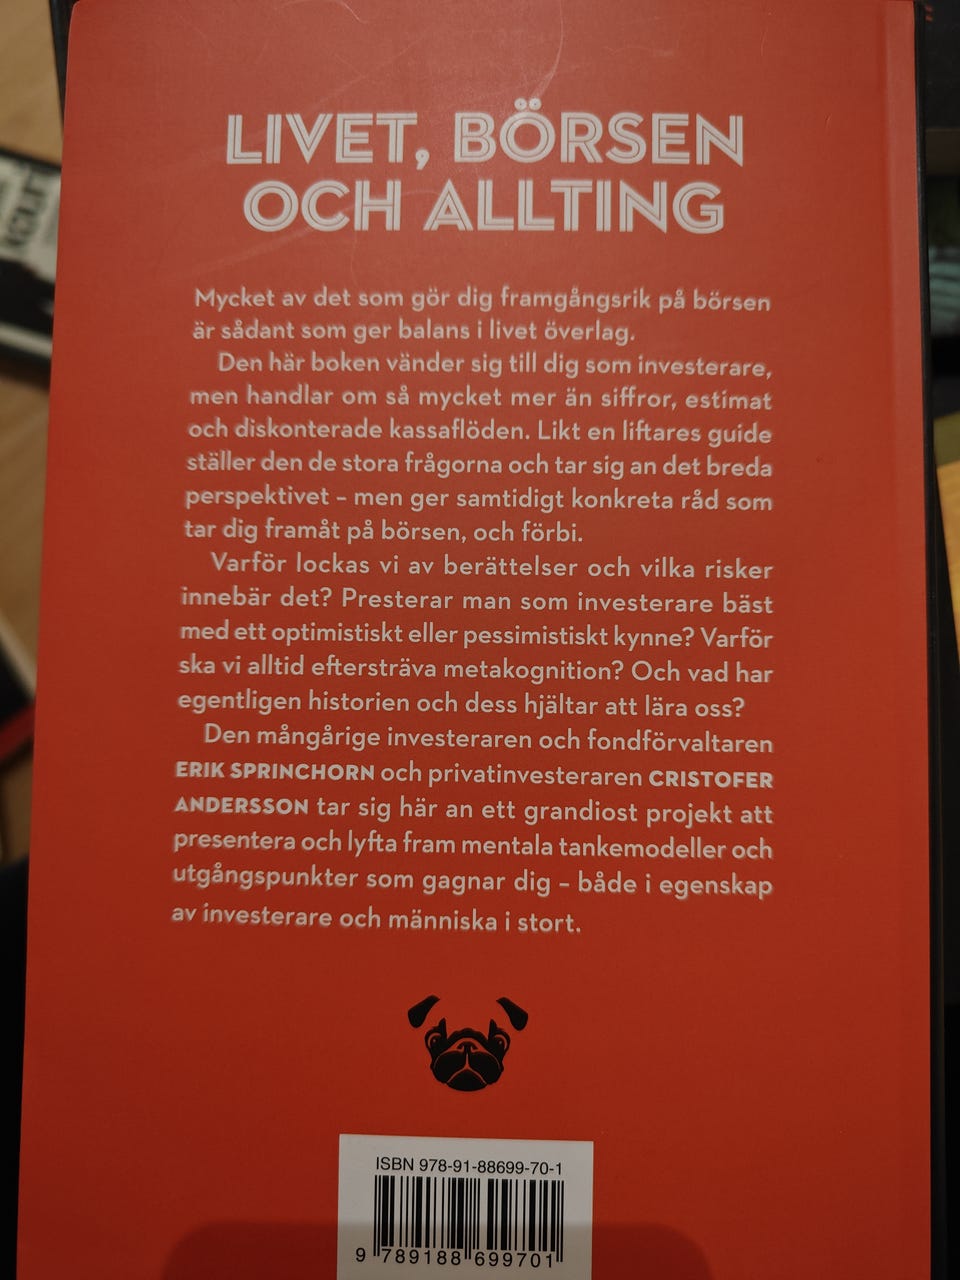 LIVET, BÖRSEN
OCH ALLTING
Mycket av det som gör dig framgångsrik på börsen
är sådant som ger balans i livet överlag.
Den här boken vänder sig till dig som investerare,
men handlar om så mycket mer än siffror, estimat
och diskonterade kassaflöden. Likt en liftares guide
ställer den de stora frågorna och tar sig an det breda
perspektivet – men ger samtidigt konkreta råd som
tar dig framåt på börsen, och förbi.
Varför lockas vi av berättelser och vilka risker
innebär det? Presterar man som investerare bäst
med ett optimistiskt eller pessimistiskt kynne? Varför
ska vi alltid eftersträva metakognition? Och vad har
egentligen historien och dess hjältar att lära oss?
Den mångårige investeraren och fondförvaltaren
ERIK SPRINCHORN och privatinvesteraren CRISTOFER
ANDERSSON tar sig här an ett grandiost projekt att
presentera och lyfta fram mentala tankemodeller och
utgångspunkter som gagnar dig – både i egenskap
av investerare och människa i stort.
ISBN 978-91-88699-70-1
9 789188 699701